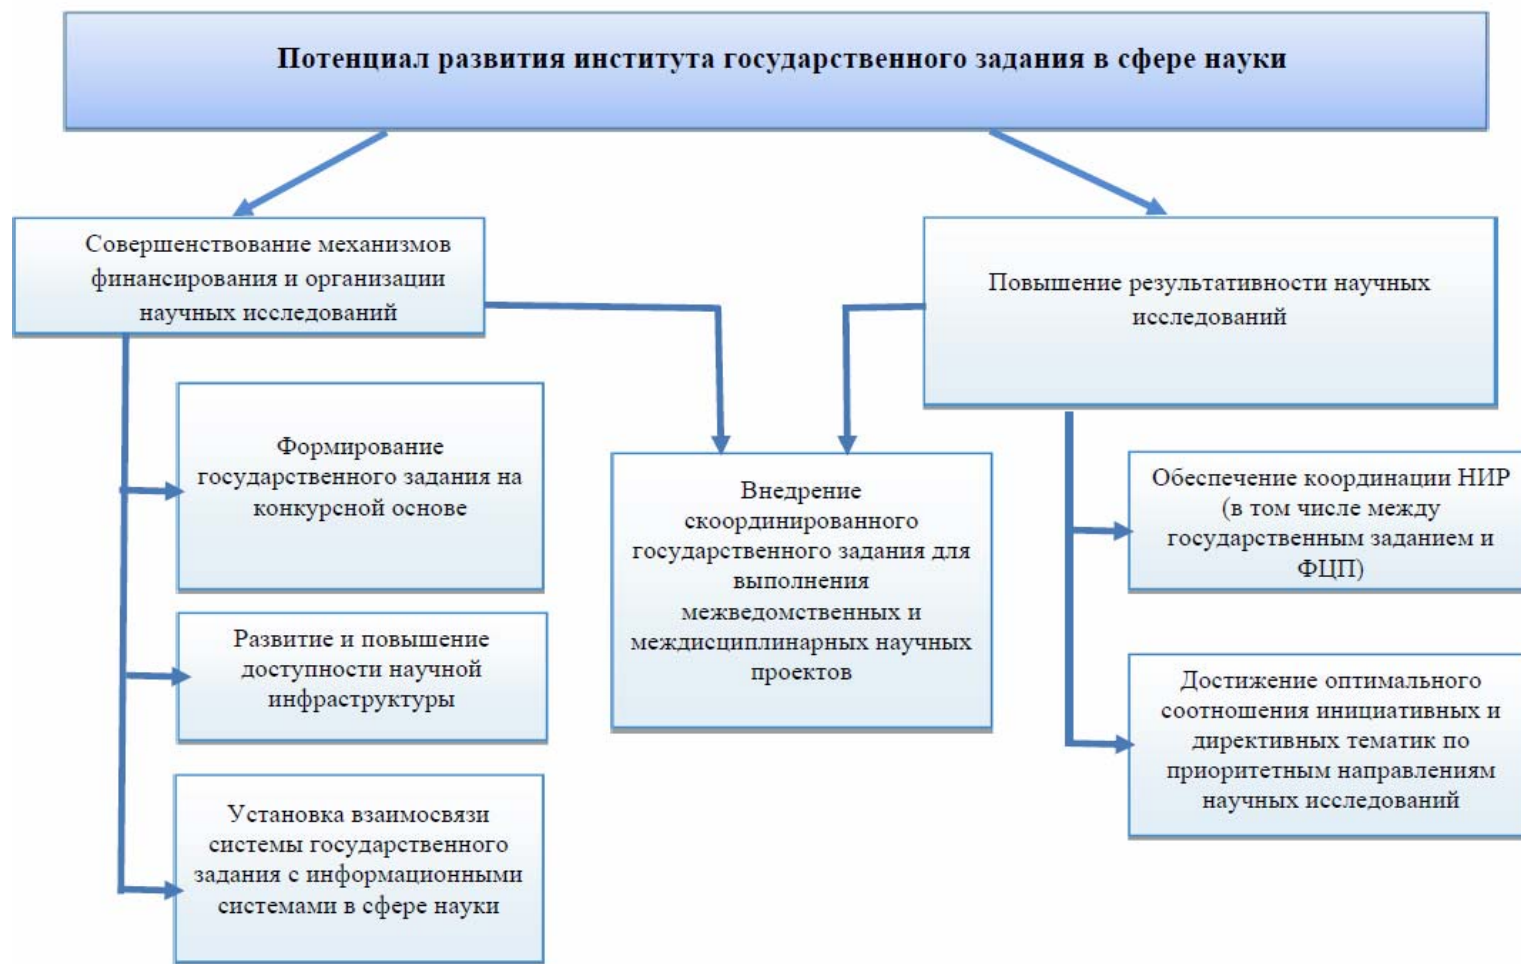 Потенциал развития института государственного задания в сфере науки
Совершенствование механизмов
финансирования и организации
научных исследований
Повышение результативности научных
исследований
Формирование
государственного задания на
конкурсной основе
Развитие и повышение
доступности научной
инфраструктуры
Установка взаимосвязи
системы государственного
задания с информационными
системами в сфере науки
Внедрение
скоординированного
государственного задания для
выполнения
межведомственных и
междисциплинарных научных
проектов
Обеспечение координации НИР
(в том числе между
государственным заданием и
ФЦП)
Достижение оптимального
соотношения инициативных и
директивных тематик по
приоритетным направлениям
научных исследований